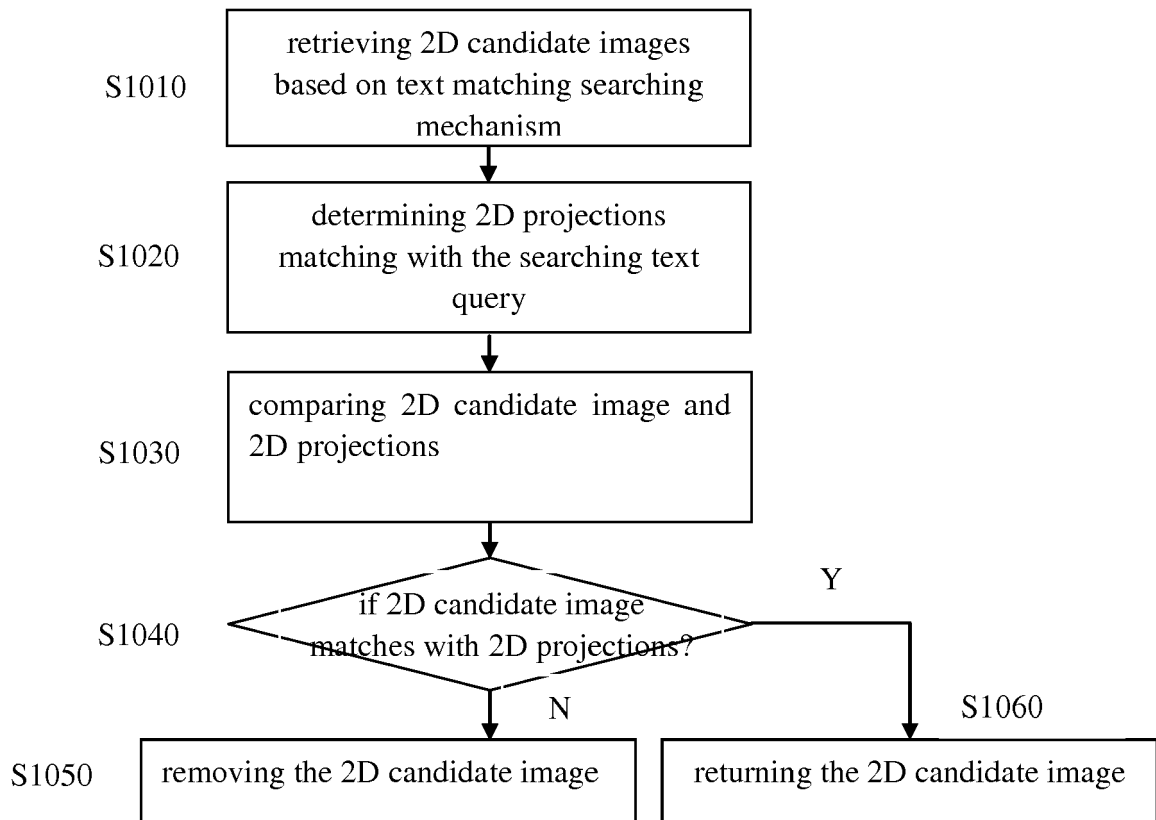 retrieving 2D candidate images
S1010
based on text matching searching
mechanism
determining 2D projections
S1020
matching with the searching text
query
comparing 2D candidate image and
S1030
2D projections
Y
if 2D candidate image
S1040
matches with 2D projections?
N
S1060
S1050
removing the 2D candidate image
returning the 2D candidate image